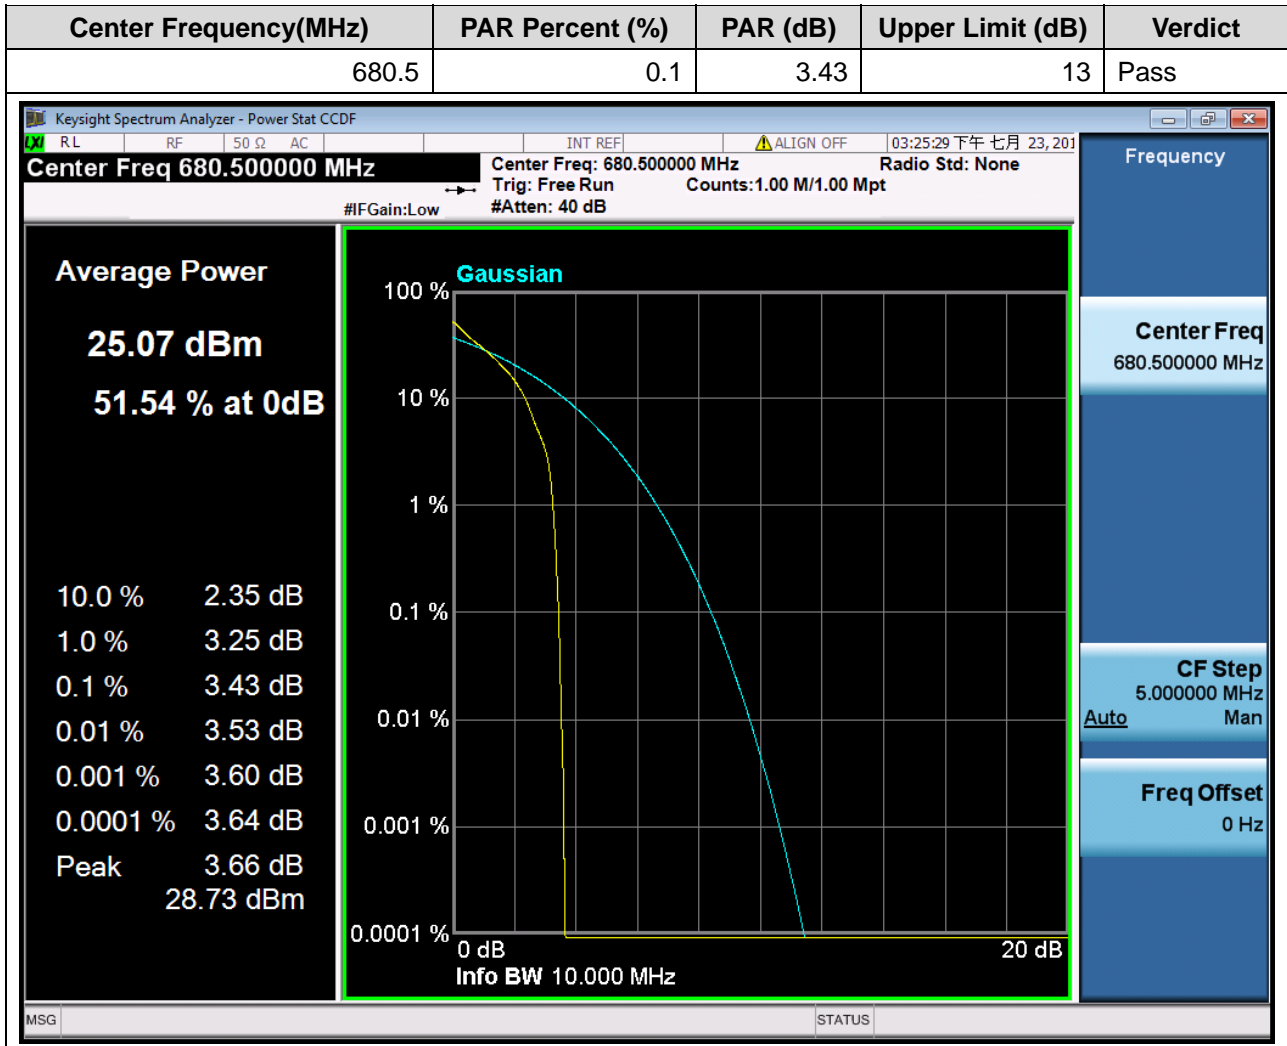 Center Frequency(MHz) PAR Percent (%) PAR (dB) Upper Limit (dB) Verdict
680.5 0.1 3.43 13 Pass
Keysight Spectrum Analyzer - Power Stat CCDF
LXI RL RF 50 Ω AC INT REF ALIGN OFF 03:25:29 下午 七月 23, 201
Center Freq 680.500000 MHz
Center Freq: 680.500000 MHz Radio Std: None
Trig: Free Run Counts:1.00 M/1.00 Mpt
#IFGain:Low #Atten: 40 dB
Average Power
25.07 dBm
51.54 % at 0dB
10.0 % 2.35 dB
1.0 % 3.25 dB
0.1 % 3.43 dB
0.01 % 3.53 dB
0.001 % 3.60 dB
0.0001 % 3.64 dB
Peak 3.66 dB
28.73 dBm
Gaussian
100 %
10 %
1 %
0.1 %
0.01 %
0.001 %
0.0001 %
0 dB 20 dB
Info BW 10.000 MHz
Frequency
Center Freq
680.500000 MHz
CF Step
5.000000 MHz
Auto Man
Freq Offset
0 Hz
MSG STATUS